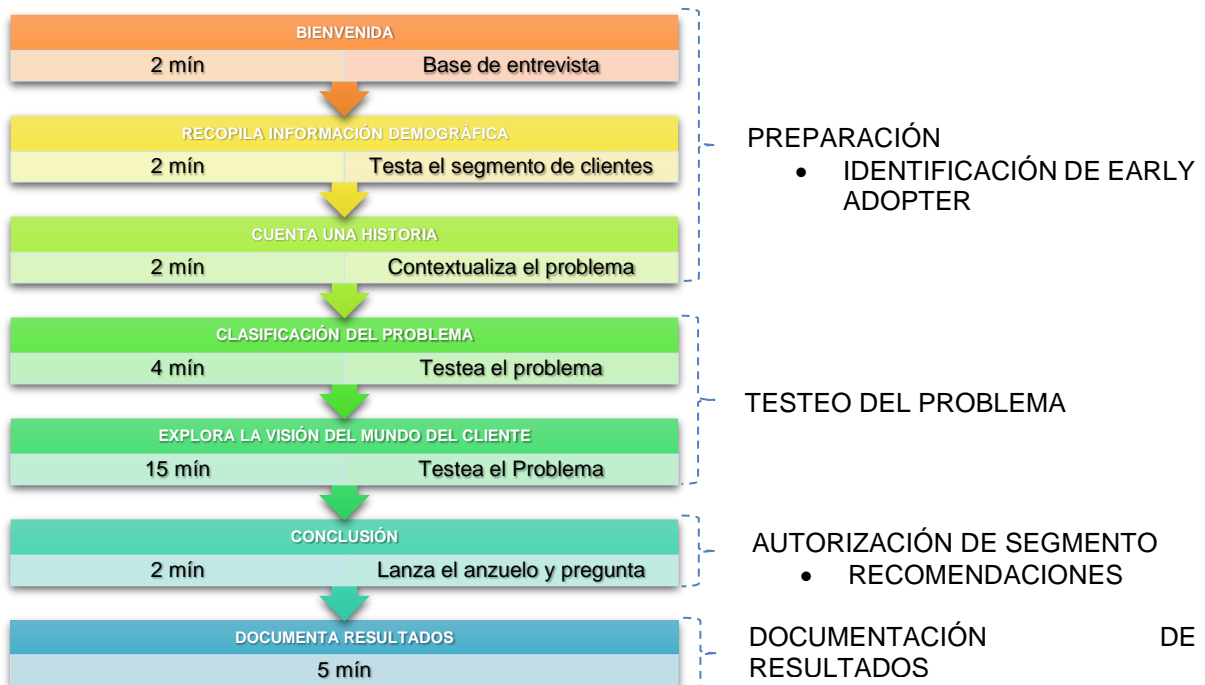 BIENVENIDA
2 mín Base de entrevista
RECOPILA INFORMACIÓN DEMOGRÁFICA
2 mín Testa el segmento de clientes
CUENTA UNA HISTORIA
2 mín Contextualiza el problema
PREPARACIÓN
• IDENTIFICACIÓN DE EARLY
ADOPTER
CLASIFICACIÓN DEL PROBLEMA
4 mín Testea el problema
EXPLORA LA VISIÓN DEL MUNDO DEL CLIENTE
15 mín Testea el Problema
TESTEO DEL PROBLEMA
CONCLUSIÓN
2 mín Lanza el anzuelo y pregunta
AUTORIZACIÓN DE SEGMENTO
• RECOMENDACIONES
DOCUMENTA RESULTADOS
5 mín
DOCUMENTACIÓN DE
RESULTADOS